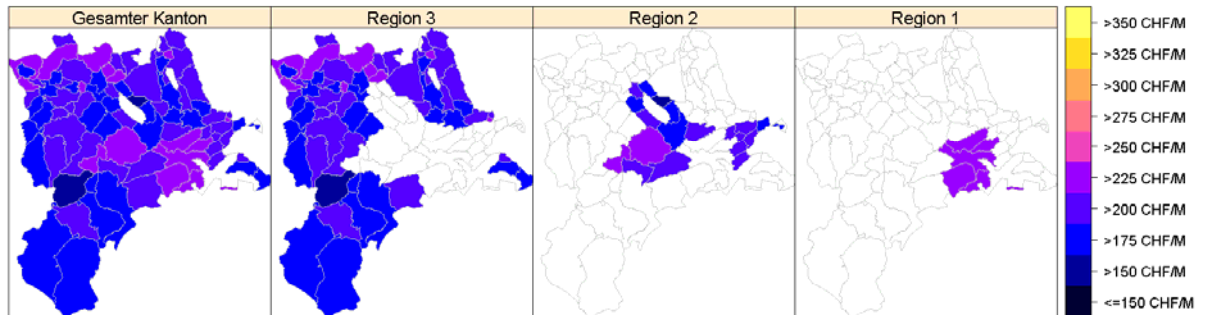 Gesamter Kanton
Region 3
Region 2
Region 1
>350 CHF/M
>325 CHF/M
>300 CHF/M
>275 CHF/M
>250 CHF/M
>225 CHF/M
>200 CHF/M
>175 CHF/M
>150 CHF/M
<=150 CHF/M